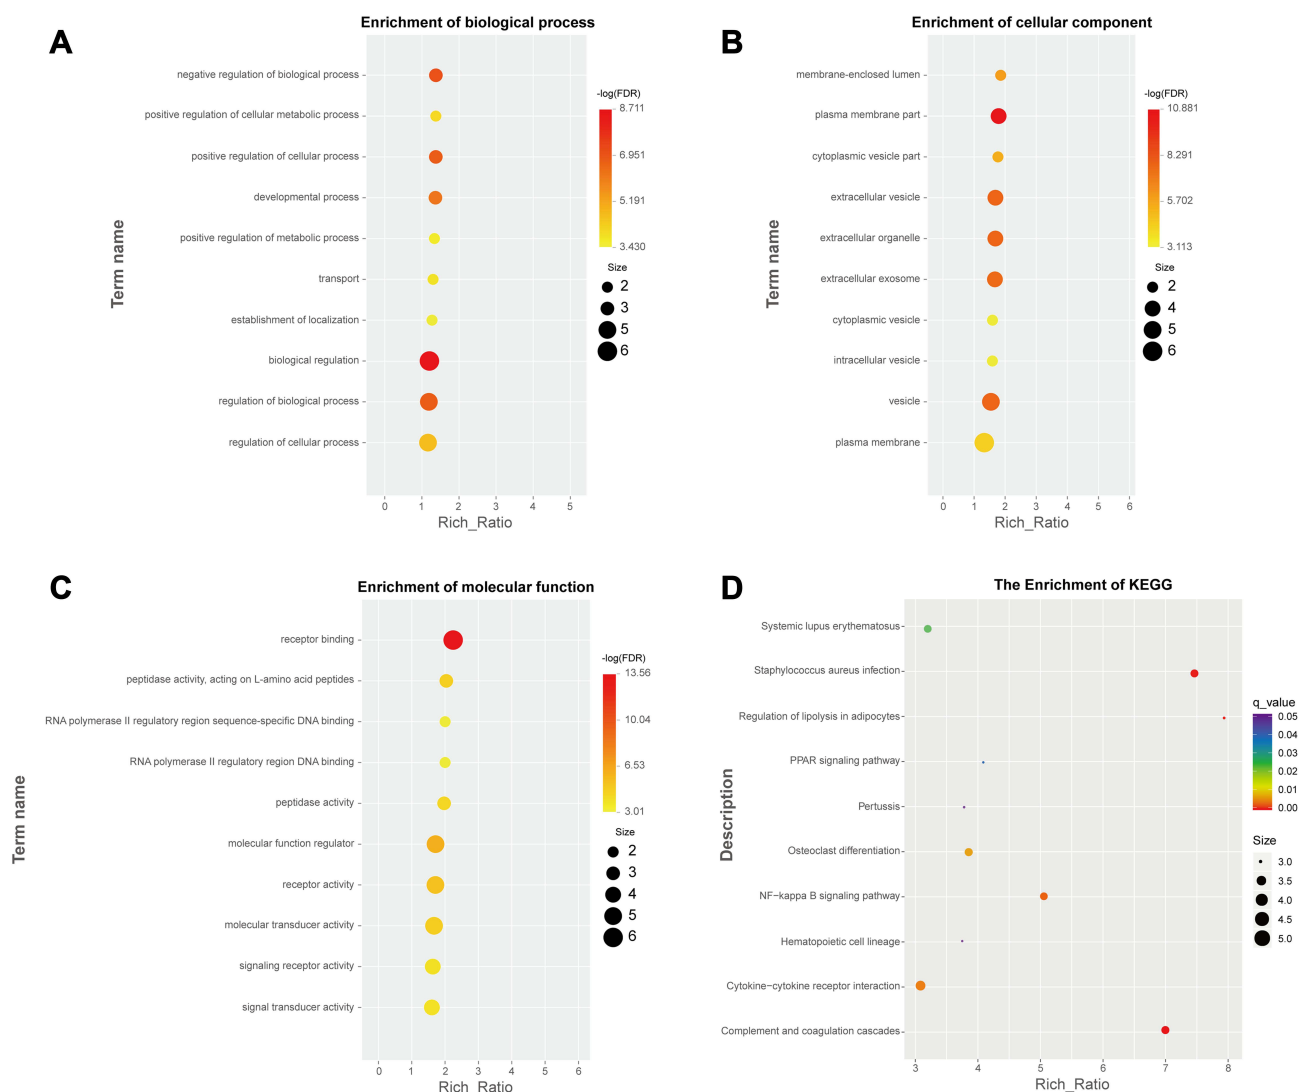 A
Enrichment of biological process
Term name
negative regulation of biological process
positive regulation of cellular metabolic process
positive regulation of cellular process
developmental process
positive regulation of metabolic process
transport
establishment of localization
biological regulation
regulation of biological process
regulation of cellular process
0 1 2 3 4 5
Rich_Ratio
-log(FDR)
8.711
6.951
5.191
3.430
Size
2
3
5
6
B
Enrichment of cellular component
Term name
membrane-enclosed lumen
plasma membrane part
cytoplasmic vesicle part
extracellular vesicle
extracellular organelle
extracellular exosome
cytoplasmic vesicle
intracellular vesicle
vesicle
plasma membrane
0 1 2 3 4 5 6
Rich_Ratio
-log(FDR)
10.881
8.291
5.702
3.113
Size
2
4
5
6
C
Enrichment of molecular function
Term name
receptor binding
peptidase activity, acting on L-amino acid peptides
RNA polymerase II regulatory region sequence-specific DNA binding
RNA polymerase II regulatory region DNA binding
peptidase activity
molecular function regulator
receptor activity
molecular transducer activity
signaling receptor activity
signal transducer activity
0 1 2 3 4 5 6
Rich_Ratio
-log(FDR)
13.56
10.04
6.53
3.01
Size
2
3
4
5
6
D
The Enrichment of KEGG
Description
Systemic lupus erythematosus
Staphylococcus aureus infection
Regulation of lipolysis in adipocytes
PPAR signaling pathway
Pertussis
Osteoclast differentiation
NF−kappa B signaling pathway
Hematopoietic cell lineage
Cytokine−cytokine receptor interaction
Complement and coagulation cascades
3 4 5 6 7 8
Rich_Ratio
q_value
0.05
0.04
0.03
0.02
0.01
0.00
Size
3.0
3.5
4.0
4.5
5.0